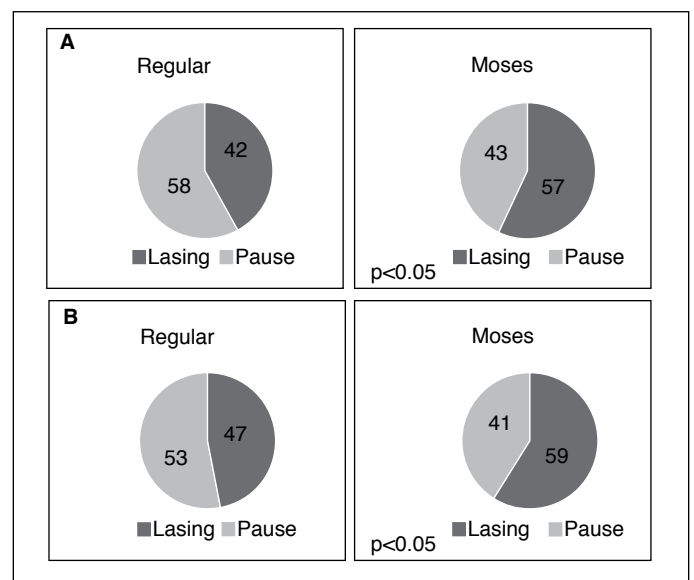 A
Regular
42
58
Lasing Pause
Moses
43
57
Lasing Pause
p<0.05
B
Regular
47
53
Lasing Pause
Moses
41
59
Lasing Pause
p<0.05